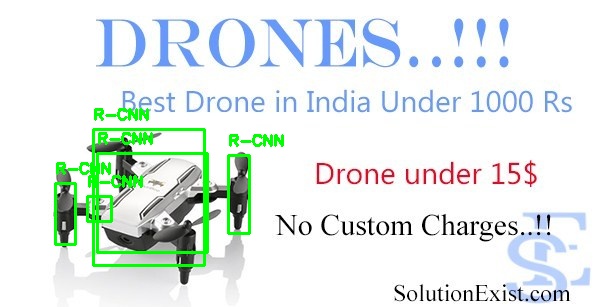 DRONES..!!!
Best Drone in India Under 1000 Rs
R-CNN
R-CNN
R-CNN
R-CNN
R-CNN
Drone under 15$
No Custom Charges..!!
SE
SolutionExist.com